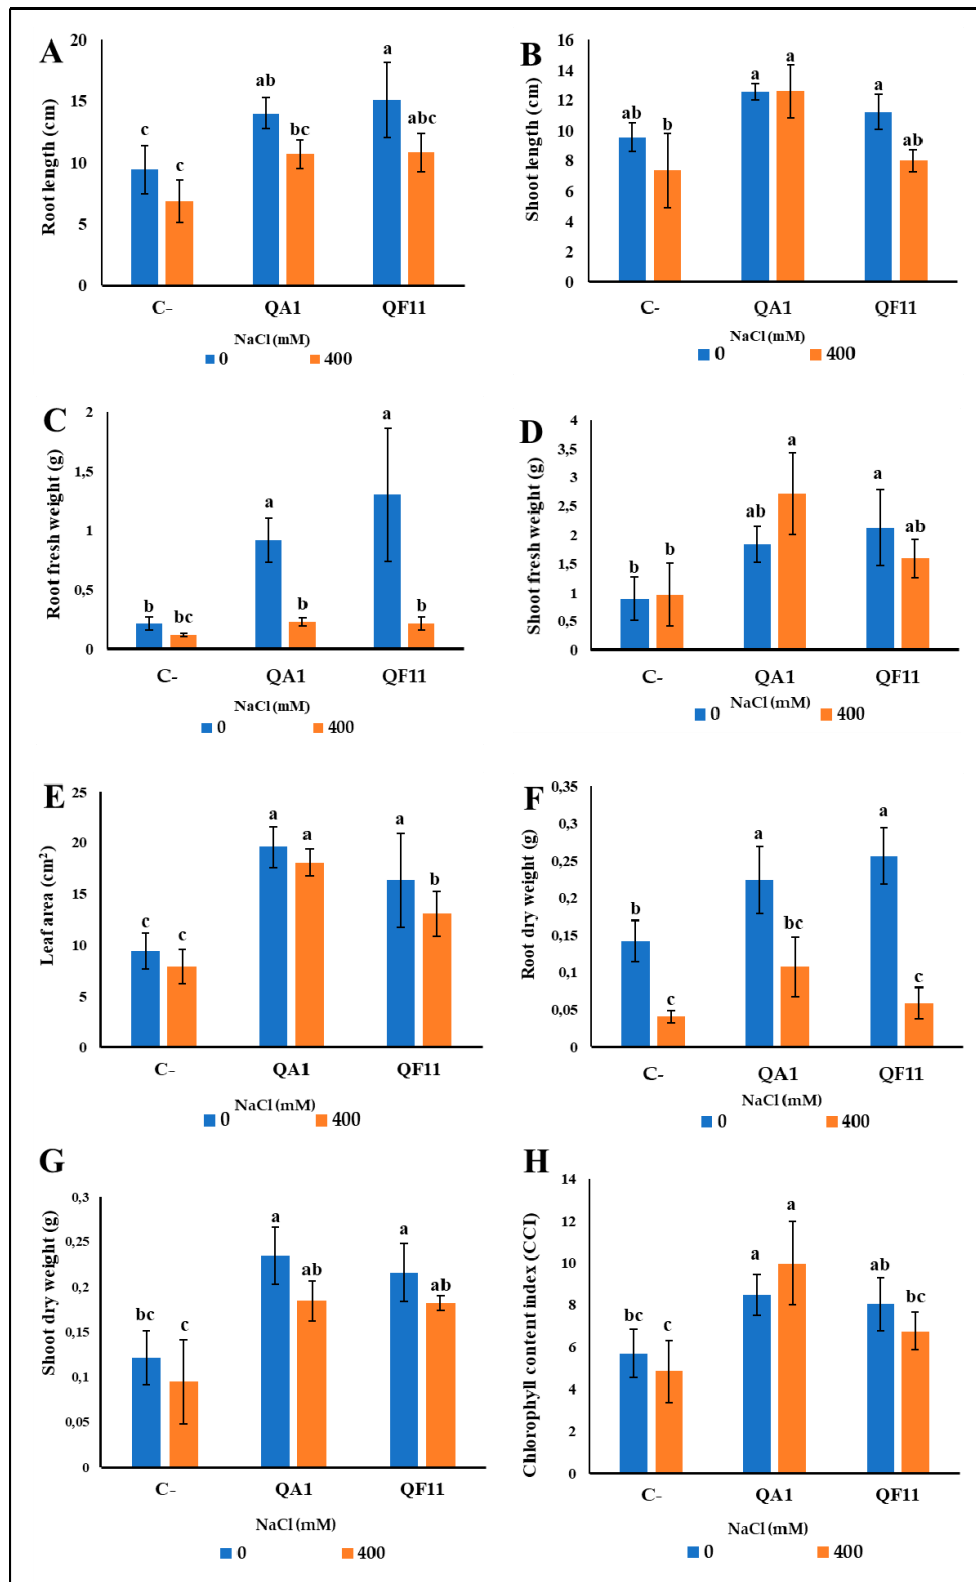 A
Root length (cm)
20
15
10
5
0
c
c
ab
bc
a
abc
C-
QA1
QF11
NaCl (mM)
0
400
B
Shoot length (cm)
16
14
12
10
8
6
4
2
0
ab
b
a
a
a
ab
C-
QA1
QF11
NaCl (mM)
0
400
C
Root fresh weight (g)
2
1,5
1
0,5
0
b
bc
a
b
a
b
C-
QA1
QF11
NaCl (mM)
0
400
D
Shoot fresh weight (g)
4
3,5
3
2,5
2
1,5
1
0,5
0
b
b
ab
a
a
ab
C-
QA1
QF11
NaCl (mM)
0
400
E
Leaf area (cm²)
25
20
15
10
5
0
c
c
a
a
a
b
C-
QA1
QF11
NaCl (mM)
0
400
F
Root dry weight (g)
0,35
0,3
0,25
0,2
0,15
0,1
0,05
0
b
c
a
bc
a
c
C-
QA1
QF11
NaCl (mM)
0
400
G
Shoot dry weight (g)
0,3
0,25
0,2
0,15
0,1
0,05
0
bc
c
a
ab
a
ab
C-
QA1
QF11
NaCl (mM)
0
400
H
Chlorophyll content index (CCI)
14
12
10
8
6
4
2
0
bc
c
a
a
ab
bc
C-
QA1
QF11
NaCl (mM)
0
400